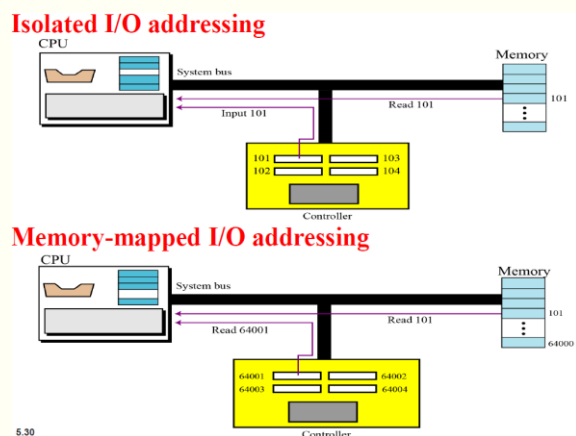 Isolated I/O addressing
CPU
Memory
System bus
101
Read 101
Input 101
101
103
102
104
Controller
Memory-mapped I/O addressing
CPU
Memory
System bus
101
Read 101
Read 64001
64000
64001
64002
64003
64004
Controller
5.30